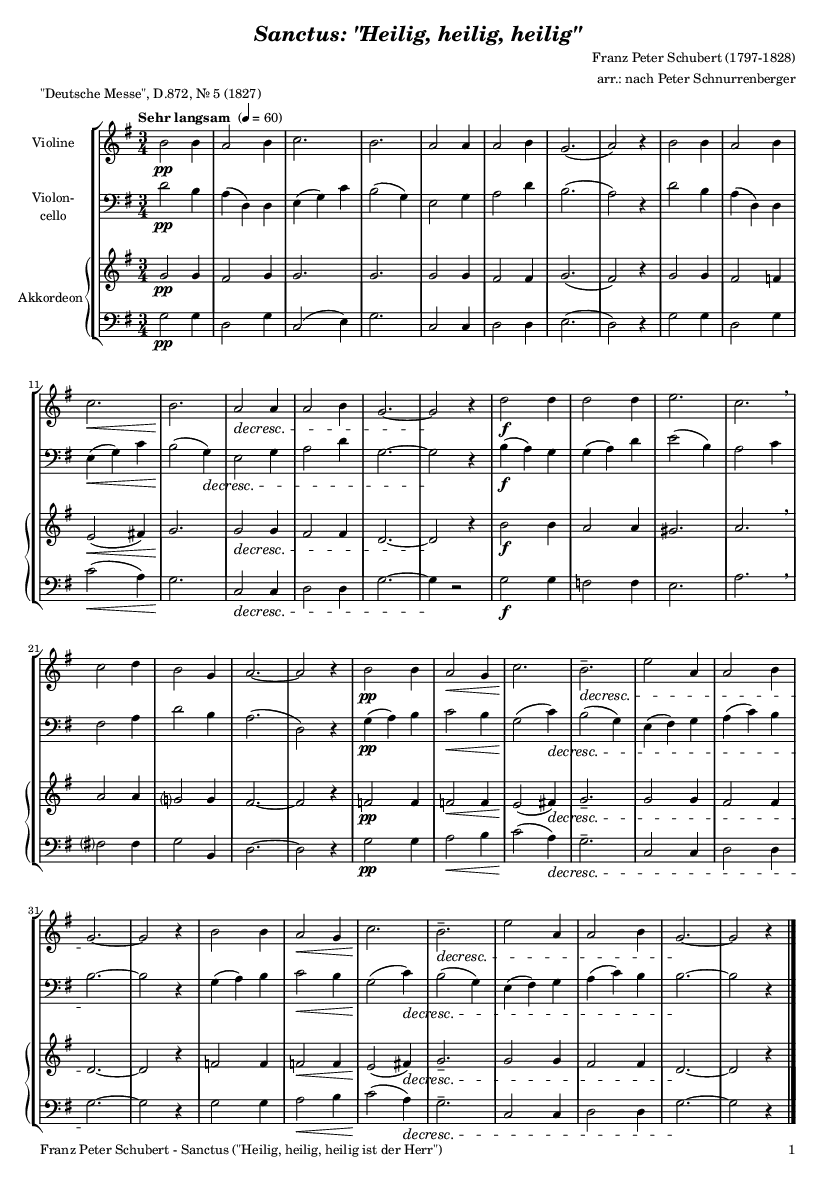 Sanctus: "Heilig, heilig, heilig"
Franz Peter Schubert (1797-1828)
arr.: nach Peter Schnurrenberger
"Deutsche Messe", D.872, № 5 (1827)
Sehr langsam (♩ = 60)
Violine
pp
Violon-
cello
pp
Akkordeon
pp
pp
11
decresc.
f
decresc.
f
decresc.
f
decresc.
f
21
pp
decresc.
pp
decresc.
pp
decresc.
pp
decresc.
31
decresc.
decresc.
decresc.
decresc.
Franz Peter Schubert - Sanctus ("Heilig, heilig, heilig ist der Herr")
1